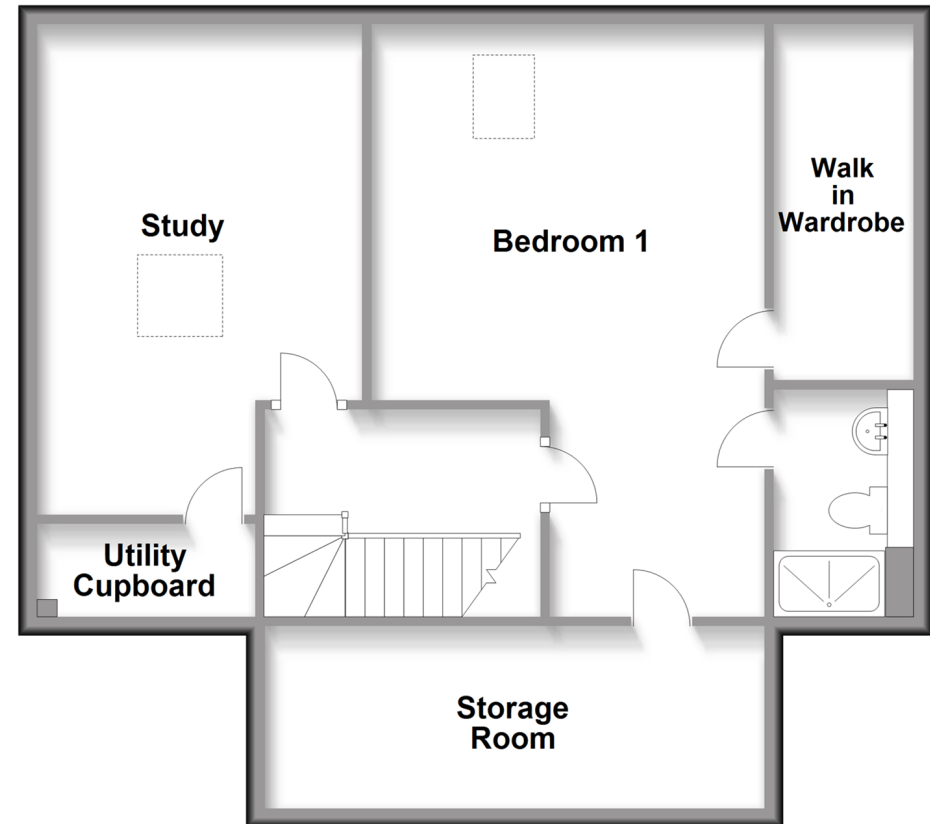 Study
Bedroom 1
Walk
in
Wardrobe
Utility
Cupboard
Storage
Room